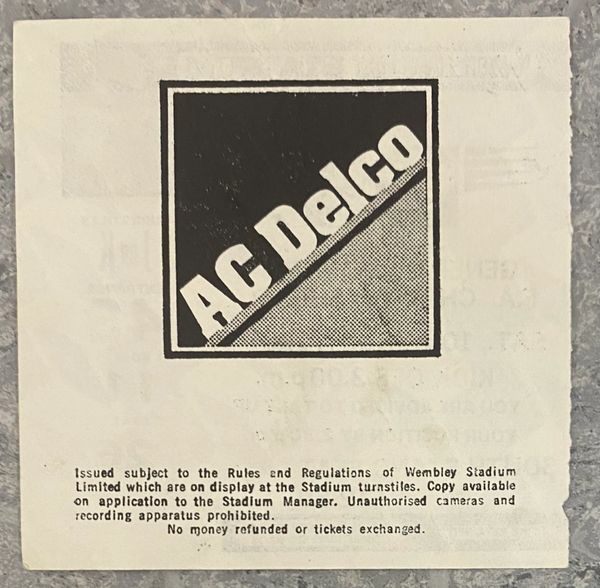 AC Delco
Issued subject to the Rules and Regulations of Wembley Stadium
Limited which are on display at the Stadium turnstiles. Copy available
on application to the Stadium Manager. Unauthorised cameras and
recording apparatus prohibited.
No money refunded or tickets exchanged.